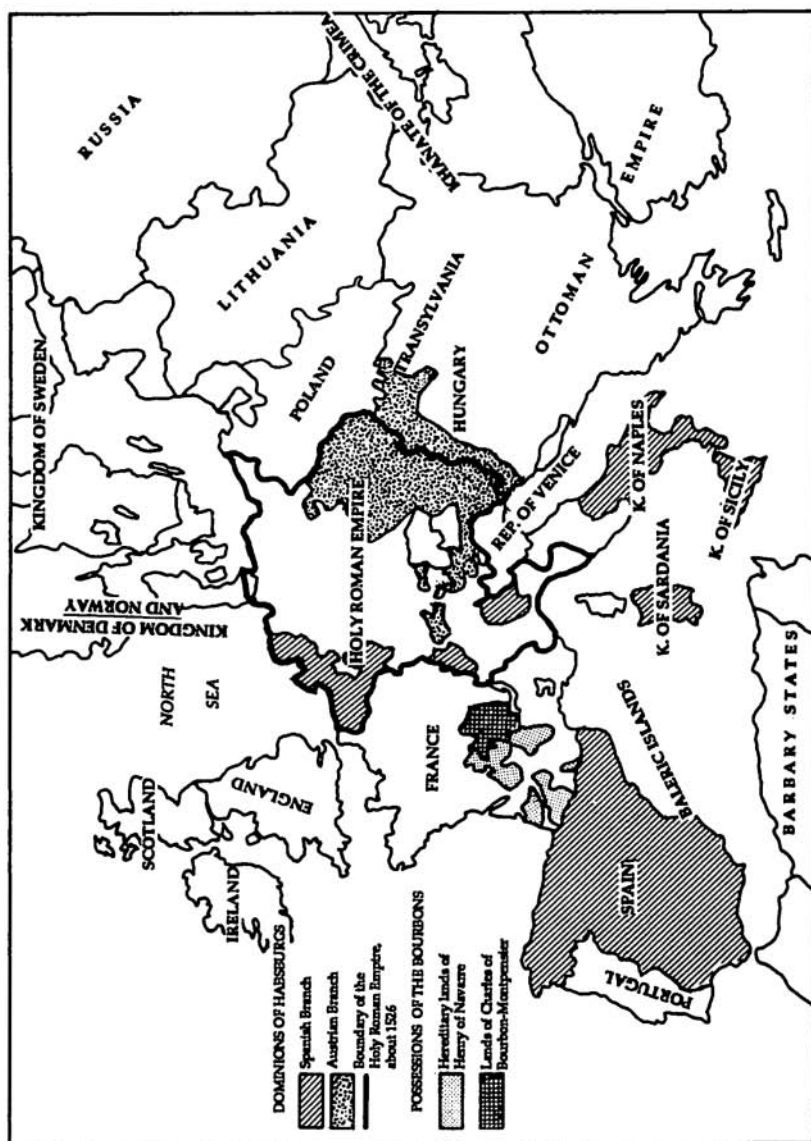 RUSSIA
KHANATE OF THE CRIMEA
EMPIRE
LITHUANIA
TRANSYLVANIA
OTTOMAN
KINGDOM OF SWEDEN
POLAND
HUNGARY
REP. OF VENICE
K. OF NAPLES
K. OF SICILY
KINGDOM OF DENMARK
AND NORWAY
HOLY ROMAN EMPIRE
K. OF SARDANIA
NORTH
SEA
BALERIC ISLANDS
BARBARY STATES
SCOTLAND
ENGLAND
FRANCE
IRELAND
SPAIN
PORTUGAL
DOMINIONS OF HABSBURGS
Spanish Branch
Austrian Branch
Boundary of the
Holy Roman Emptire,
about 1526
POSSESSIONS OF THE BOURBONS
Hereditary lands of
Henry of Navarre
Lands of Charles of
Bourbon-Montpensier